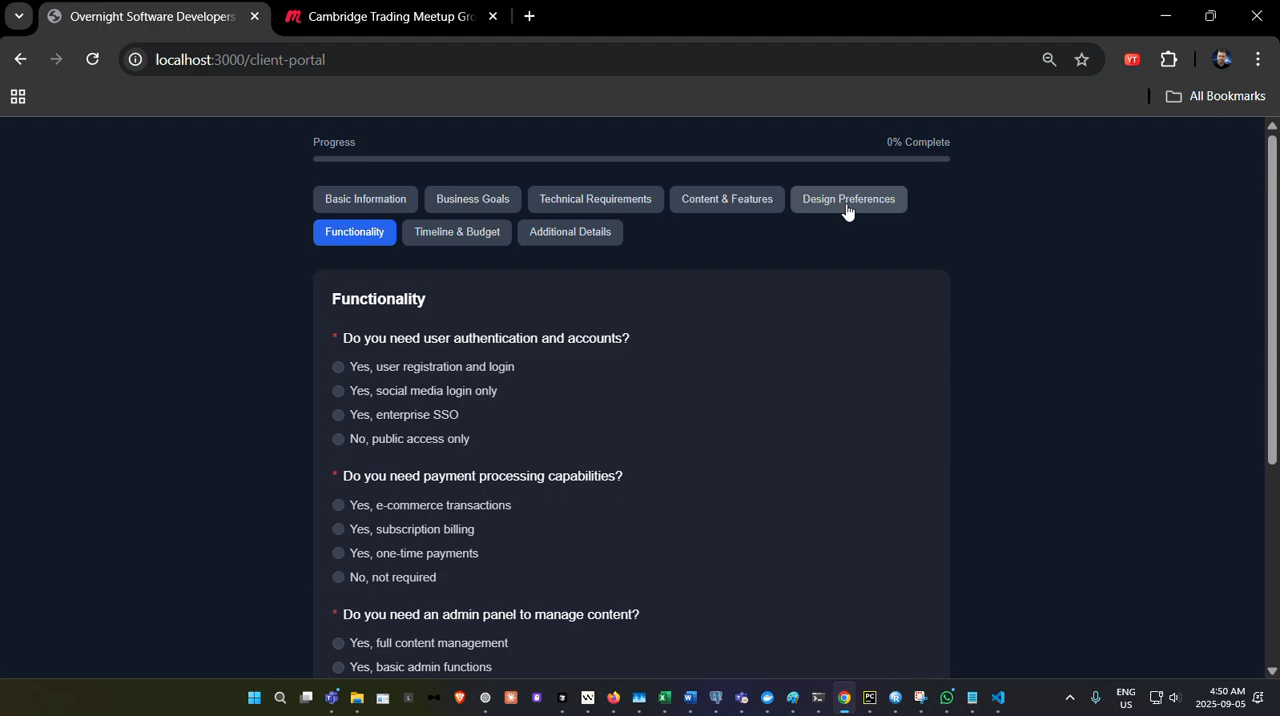 Overnight Software Developers
Cambridge Trading Meetup Gro
localhost:3000/client-portal
All Bookmarks
Progress
0% Complete
Basic Information
Business Goals
Technical Requirements
Content & Features
Design Preferences
Functionality
Timeline & Budget
Additional Details
Functionality
* Do you need user authentication and accounts?
Yes, user registration and login
Yes, social media login only
Yes, enterprise SSO
No, public access only
* Do you need payment processing capabilities?
Yes, e-commerce transactions
Yes, subscription billing
Yes, one-time payments
No, not required
* Do you need an admin panel to manage content?
Yes, full content management
Yes, basic admin functions
ENG
US
4:50 AM
2025-09-05